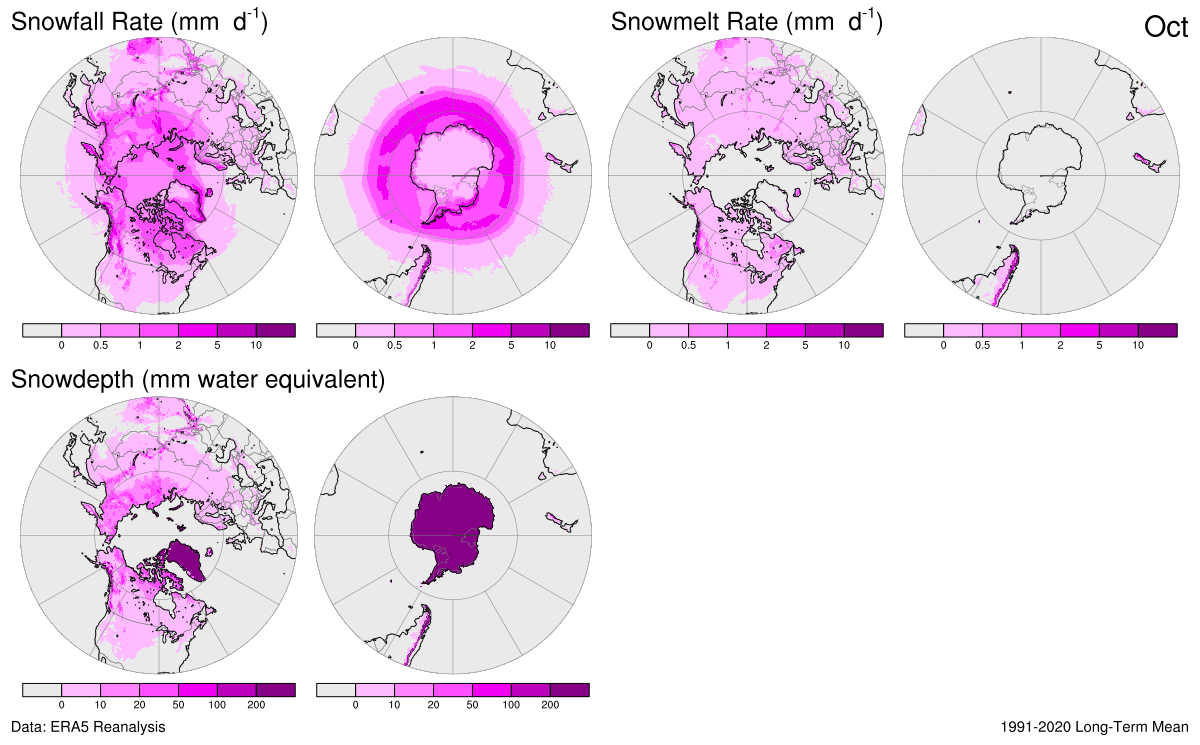 Snowfall Rate (mm d-1)
Snowmelt Rate (mm d-1)
Oct
0 0.5 1 2 5 10
0 0.5 1 2 5 10
0 0.5 1 2 5 10
0 0.5 1 2 5 10
Snowdepth (mm water equivalent)
0 10 20 50 100 200
0 10 20 50 100 200
Data: ERA5 Reanalysis
1991-2020 Long-Term Mean